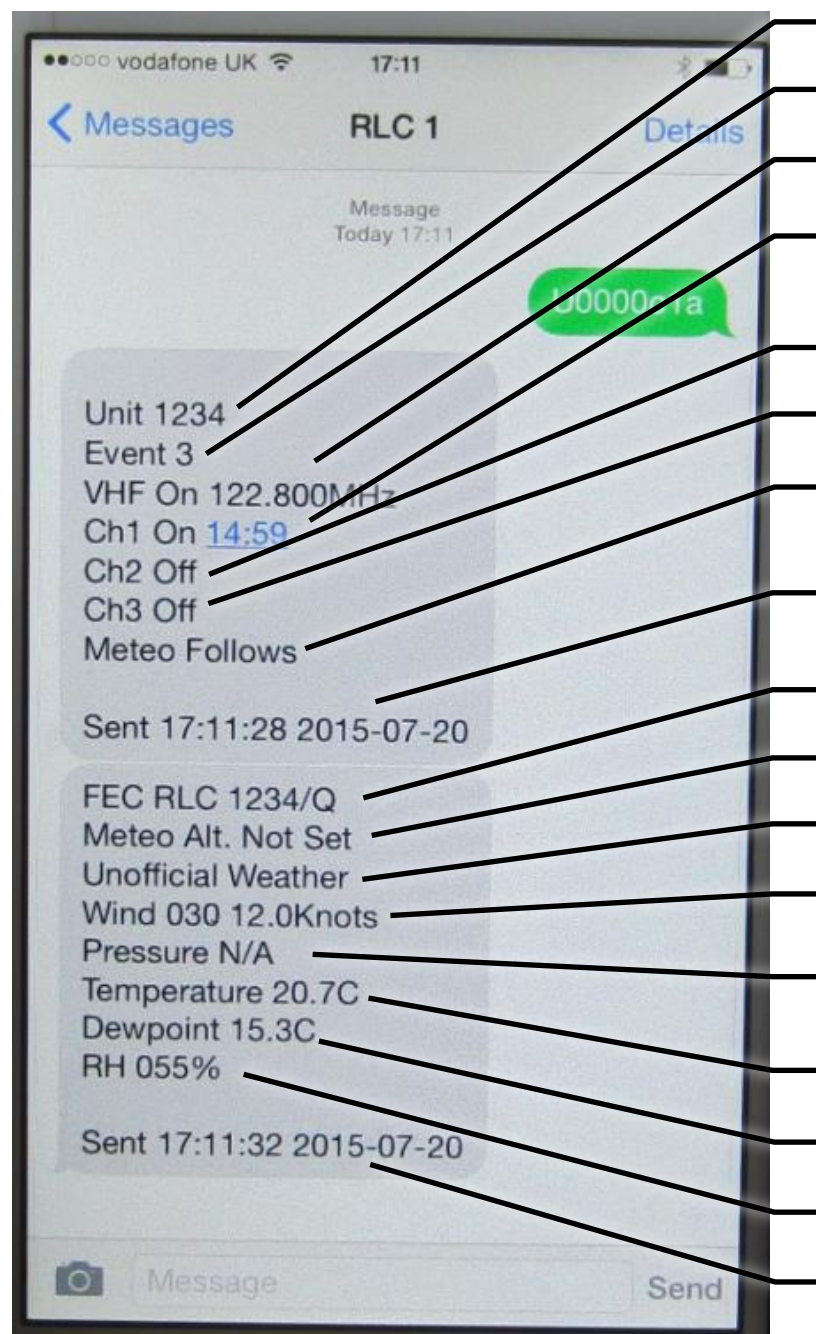 vodafone UK 17:11
Messages RLC 1 Details
Message
Today 17:11
U0000c1a
Unit 1234
Event 3
VHF On 122.800MHz
Ch1 On 14:59
Ch2 Off
Ch3 Off
Meteo Follows
Sent 17:11:28 2015-07-20
FEC RLC 1234/Q
Meteo Alt. Not Set
Unofficial Weather
Wind 030 12.0Knots
Pressure N/A
Temperature 20.7C
Dewpoint 15.3C
RH 055%
Sent 17:11:32 2015-07-20
Message Send